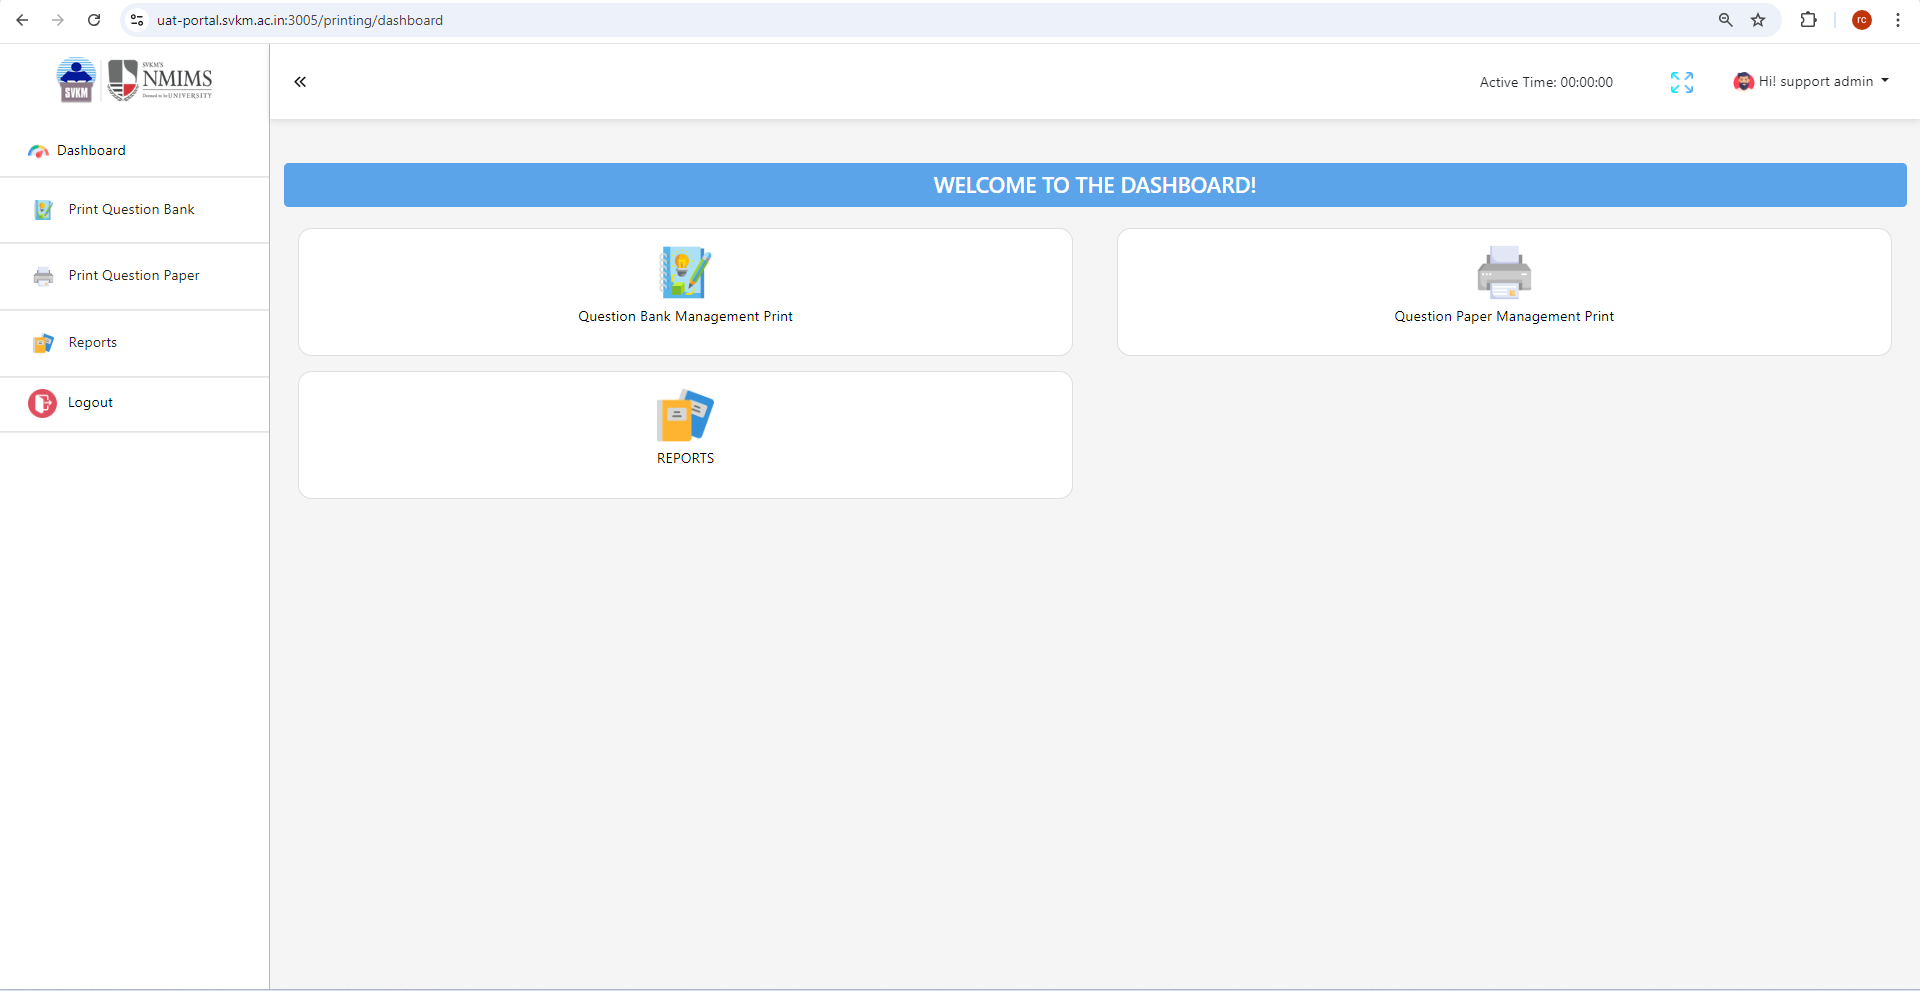 uat-portal.svkm.ac.in:3005/printing/dashboard
rc
SVKM
SVKM'S
NMIMS
Deemed to be UNIVERSITY
Active Time: 00:00:00
Hi! support admin
Dashboard
Print Question Bank
Print Question Paper
Reports
Logout
WELCOME TO THE DASHBOARD!
Question Bank Management Print
Question Paper Management Print
REPORTS